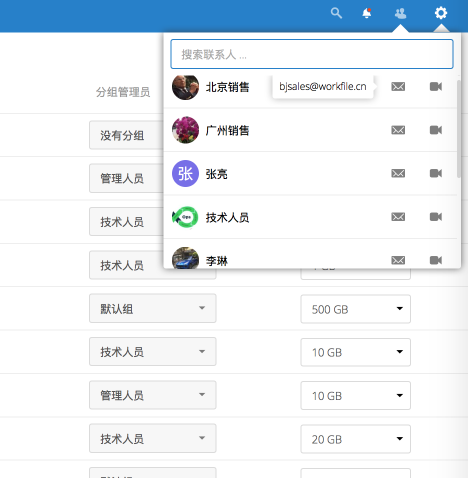 搜索联系人 ...
分组管理员
北京销售
bjsales@workfile.cn
没有分组
广州销售
管理人员
张
张亮
技术人员
技术人员
技术人员
李琳
默认组
500 GB
技术人员
10 GB
管理人员
10 GB
技术人员
20 GB